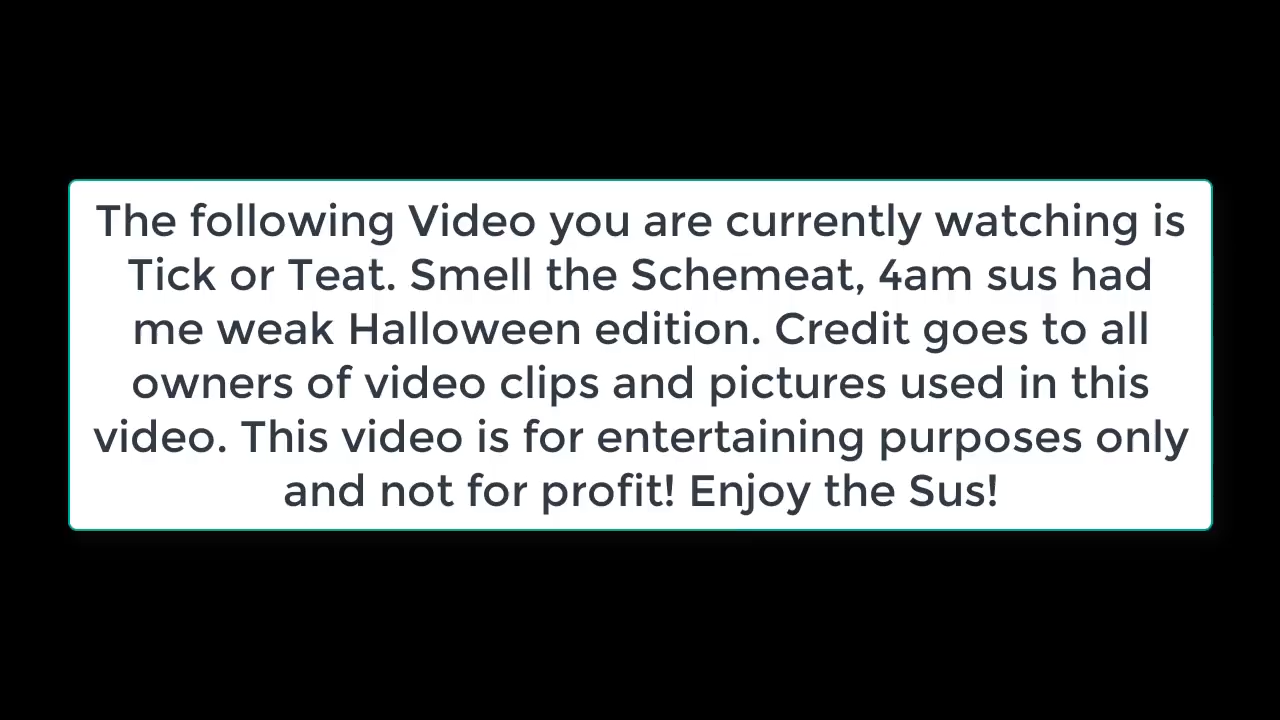 The following Video you are currently watching is
Tick or Teat. Smell the Schemeat, 4am sus had
me weak Halloween edition. Credit goes to all
owners of video clips and pictures used in this
video. This video is for entertaining purposes only
and not for profit! Enjoy the Sus!